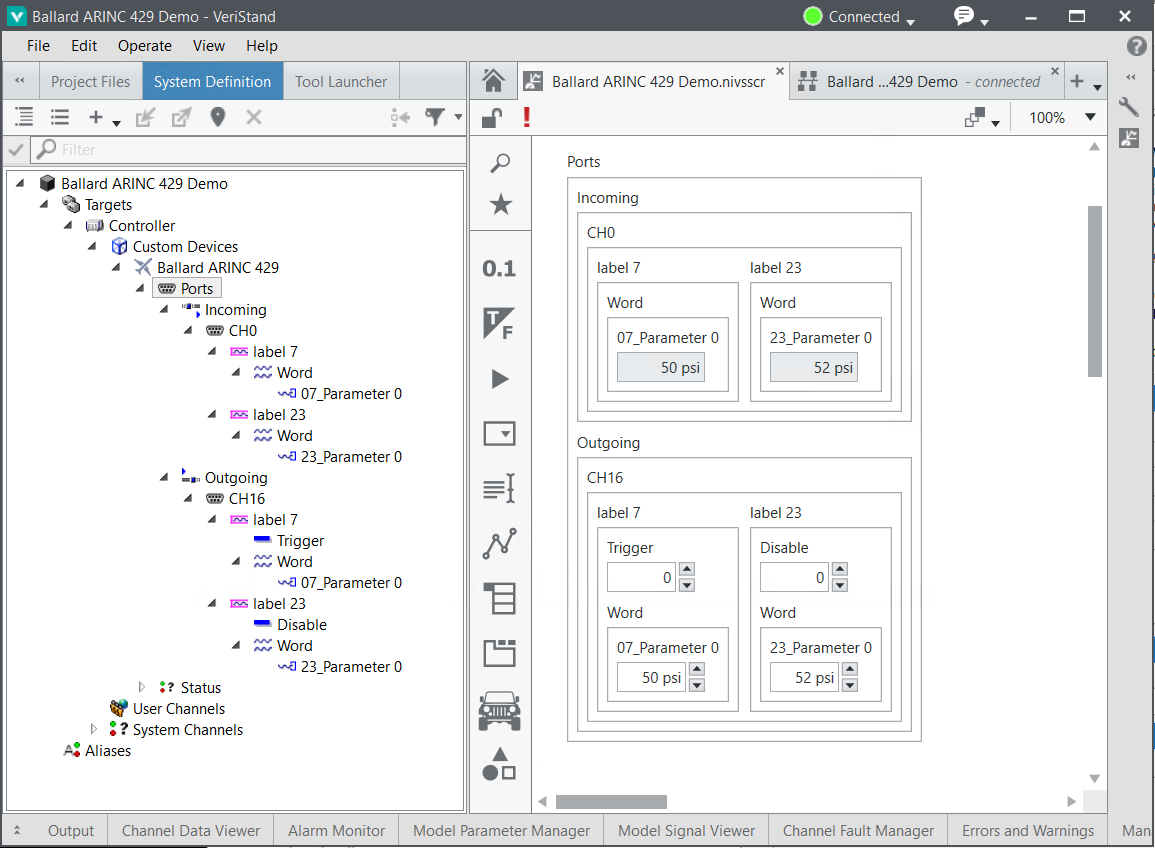 Ballard ARINC 429 Demo - VeriStand
Connected
File Edit Operate View Help
Project Files System Definition Tool Launcher
Ballard ARINC 429 Demo.nivsscr
Ballard ...429 Demo - connected
100%
Filter
Ballard ARINC 429 Demo
Targets
Controller
Custom Devices
Ballard ARINC 429
Ports
Incoming
CH0
label 7
Word
07_Parameter 0
label 23
Word
23_Parameter 0
Outgoing
CH16
label 7
Trigger
Word
07_Parameter 0
label 23
Disable
Word
23_Parameter 0
Status
User Channels
System Channels
Aliases
0.1
T F
Ports
Incoming
CH0
label 7 label 23
Word Word
07_Parameter 0 23_Parameter 0
50 psi 52 psi
Outgoing
CH16
label 7 label 23
Trigger Disable
0 0
Word Word
07_Parameter 0 23_Parameter 0
50 psi 52 psi
Output Channel Data Viewer Alarm Monitor Model Parameter Manager Model Signal Viewer Channel Fault Manager Errors and Warnings Man